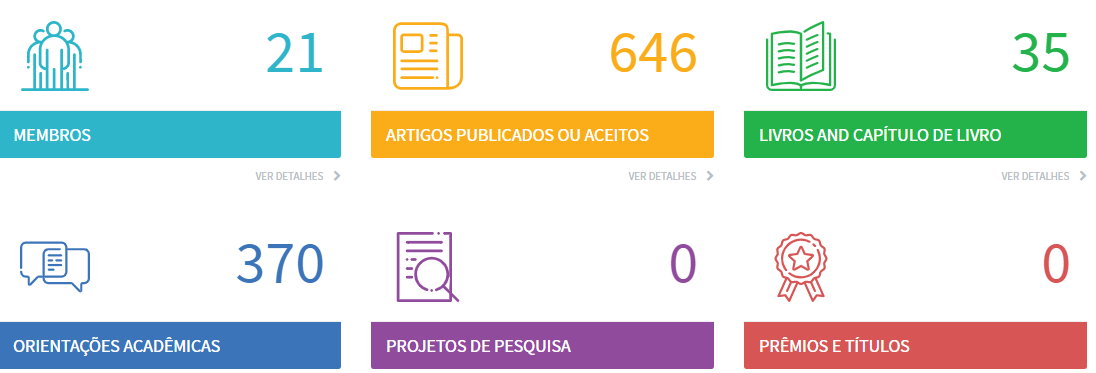 21
646
35
MEMBROS
ARTIGOS PUBLICADOS OU ACEITOS
LIVROS AND CAPÍTULO DE LIVRO
VER DETALHES
VER DETALHES
VER DETALHES
370
0
0
ORIENTAÇÕES ACADÊMICAS
PROJETOS DE PESQUISA
PRÊMIOS E TÍTULOS